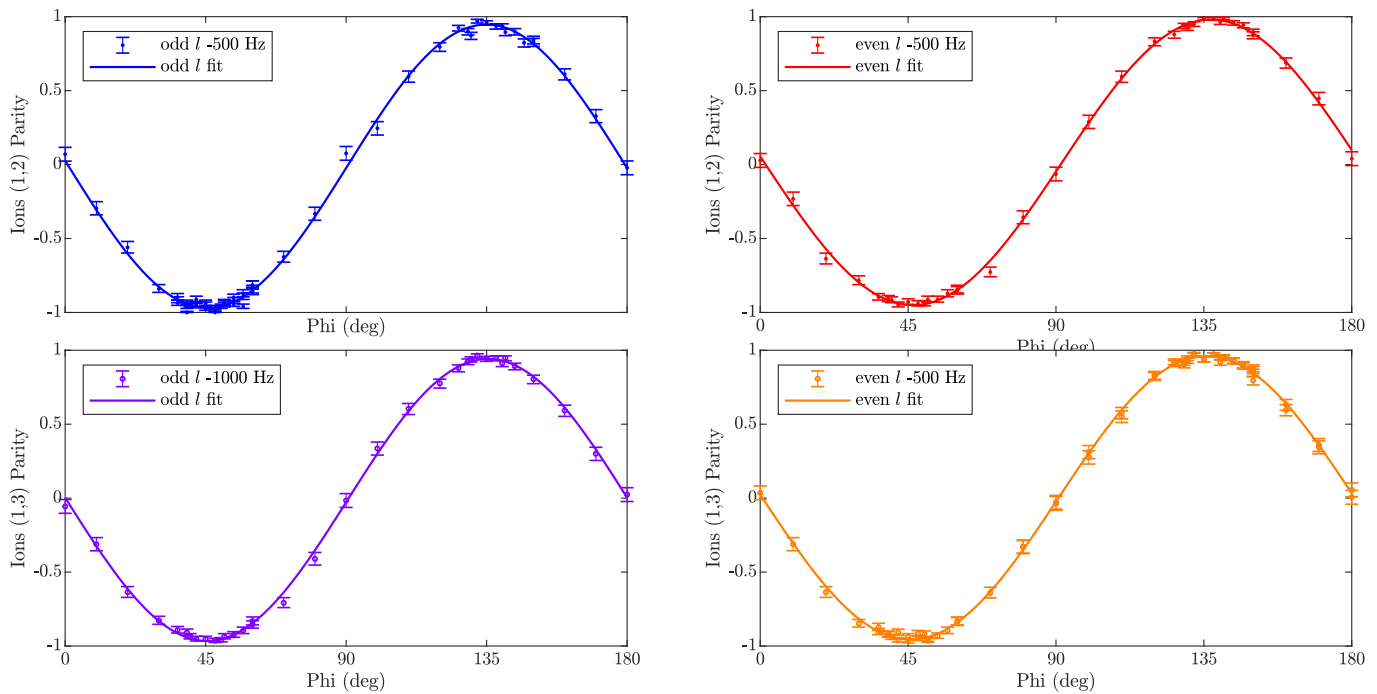 1
0.5
0
-0.5
-1
Ions (1,2) Parity
odd l -500 Hz
odd l fit
Phi (deg)
1
0.5
0
-0.5
-1
Ions (1,2) Parity
even l -500 Hz
even l fit
0 45 90 135 180
Phi (deg)
1
0.5
0
-0.5
-1
Ions (1,3) Parity
odd l -1000 Hz
odd l fit
0 45 90 135 180
Phi (deg)
1
0.5
0
-0.5
-1
Ions (1,3) Parity
even l -500 Hz
even l fit
0 45 90 135 180
Phi (deg)